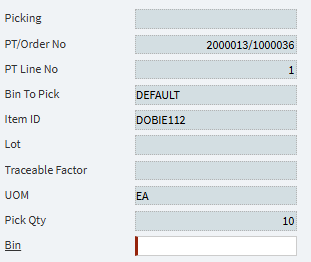 Picking
PT/Order No 2000013/1000036
PT Line No 1
Bin To Pick DEFAULT
Item ID DOBIE112
Lot
Traceable Factor
UOM EA
Pick Qty 10
Bin